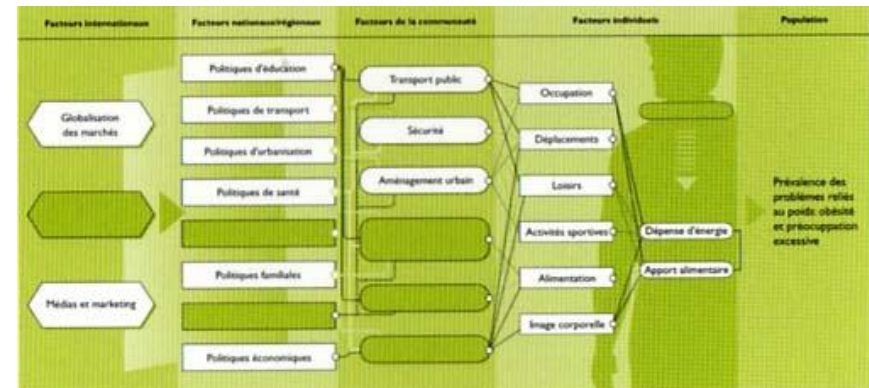 Facteurs internationaux
Facteurs nationaux/régionaux
Facteurs de la communauté
Facteurs individuels
Population
Globalisation
des marchés
Médias et marketing
Politiques d'éducation
Politiques de transport
Politiques d'urbanisation
Politiques de santé
Politiques familiales
Politiques économiques
Transport public
Sécurité
Aménagement urbain
Occupation
Déplacements
Loisirs
Activités sportives
Alimentation
Image corporelle
Dépense d'énergie
Apport alimentaire
Prévalence des
problèmes reliés
au poids: obésité
et préoccupation
excessive